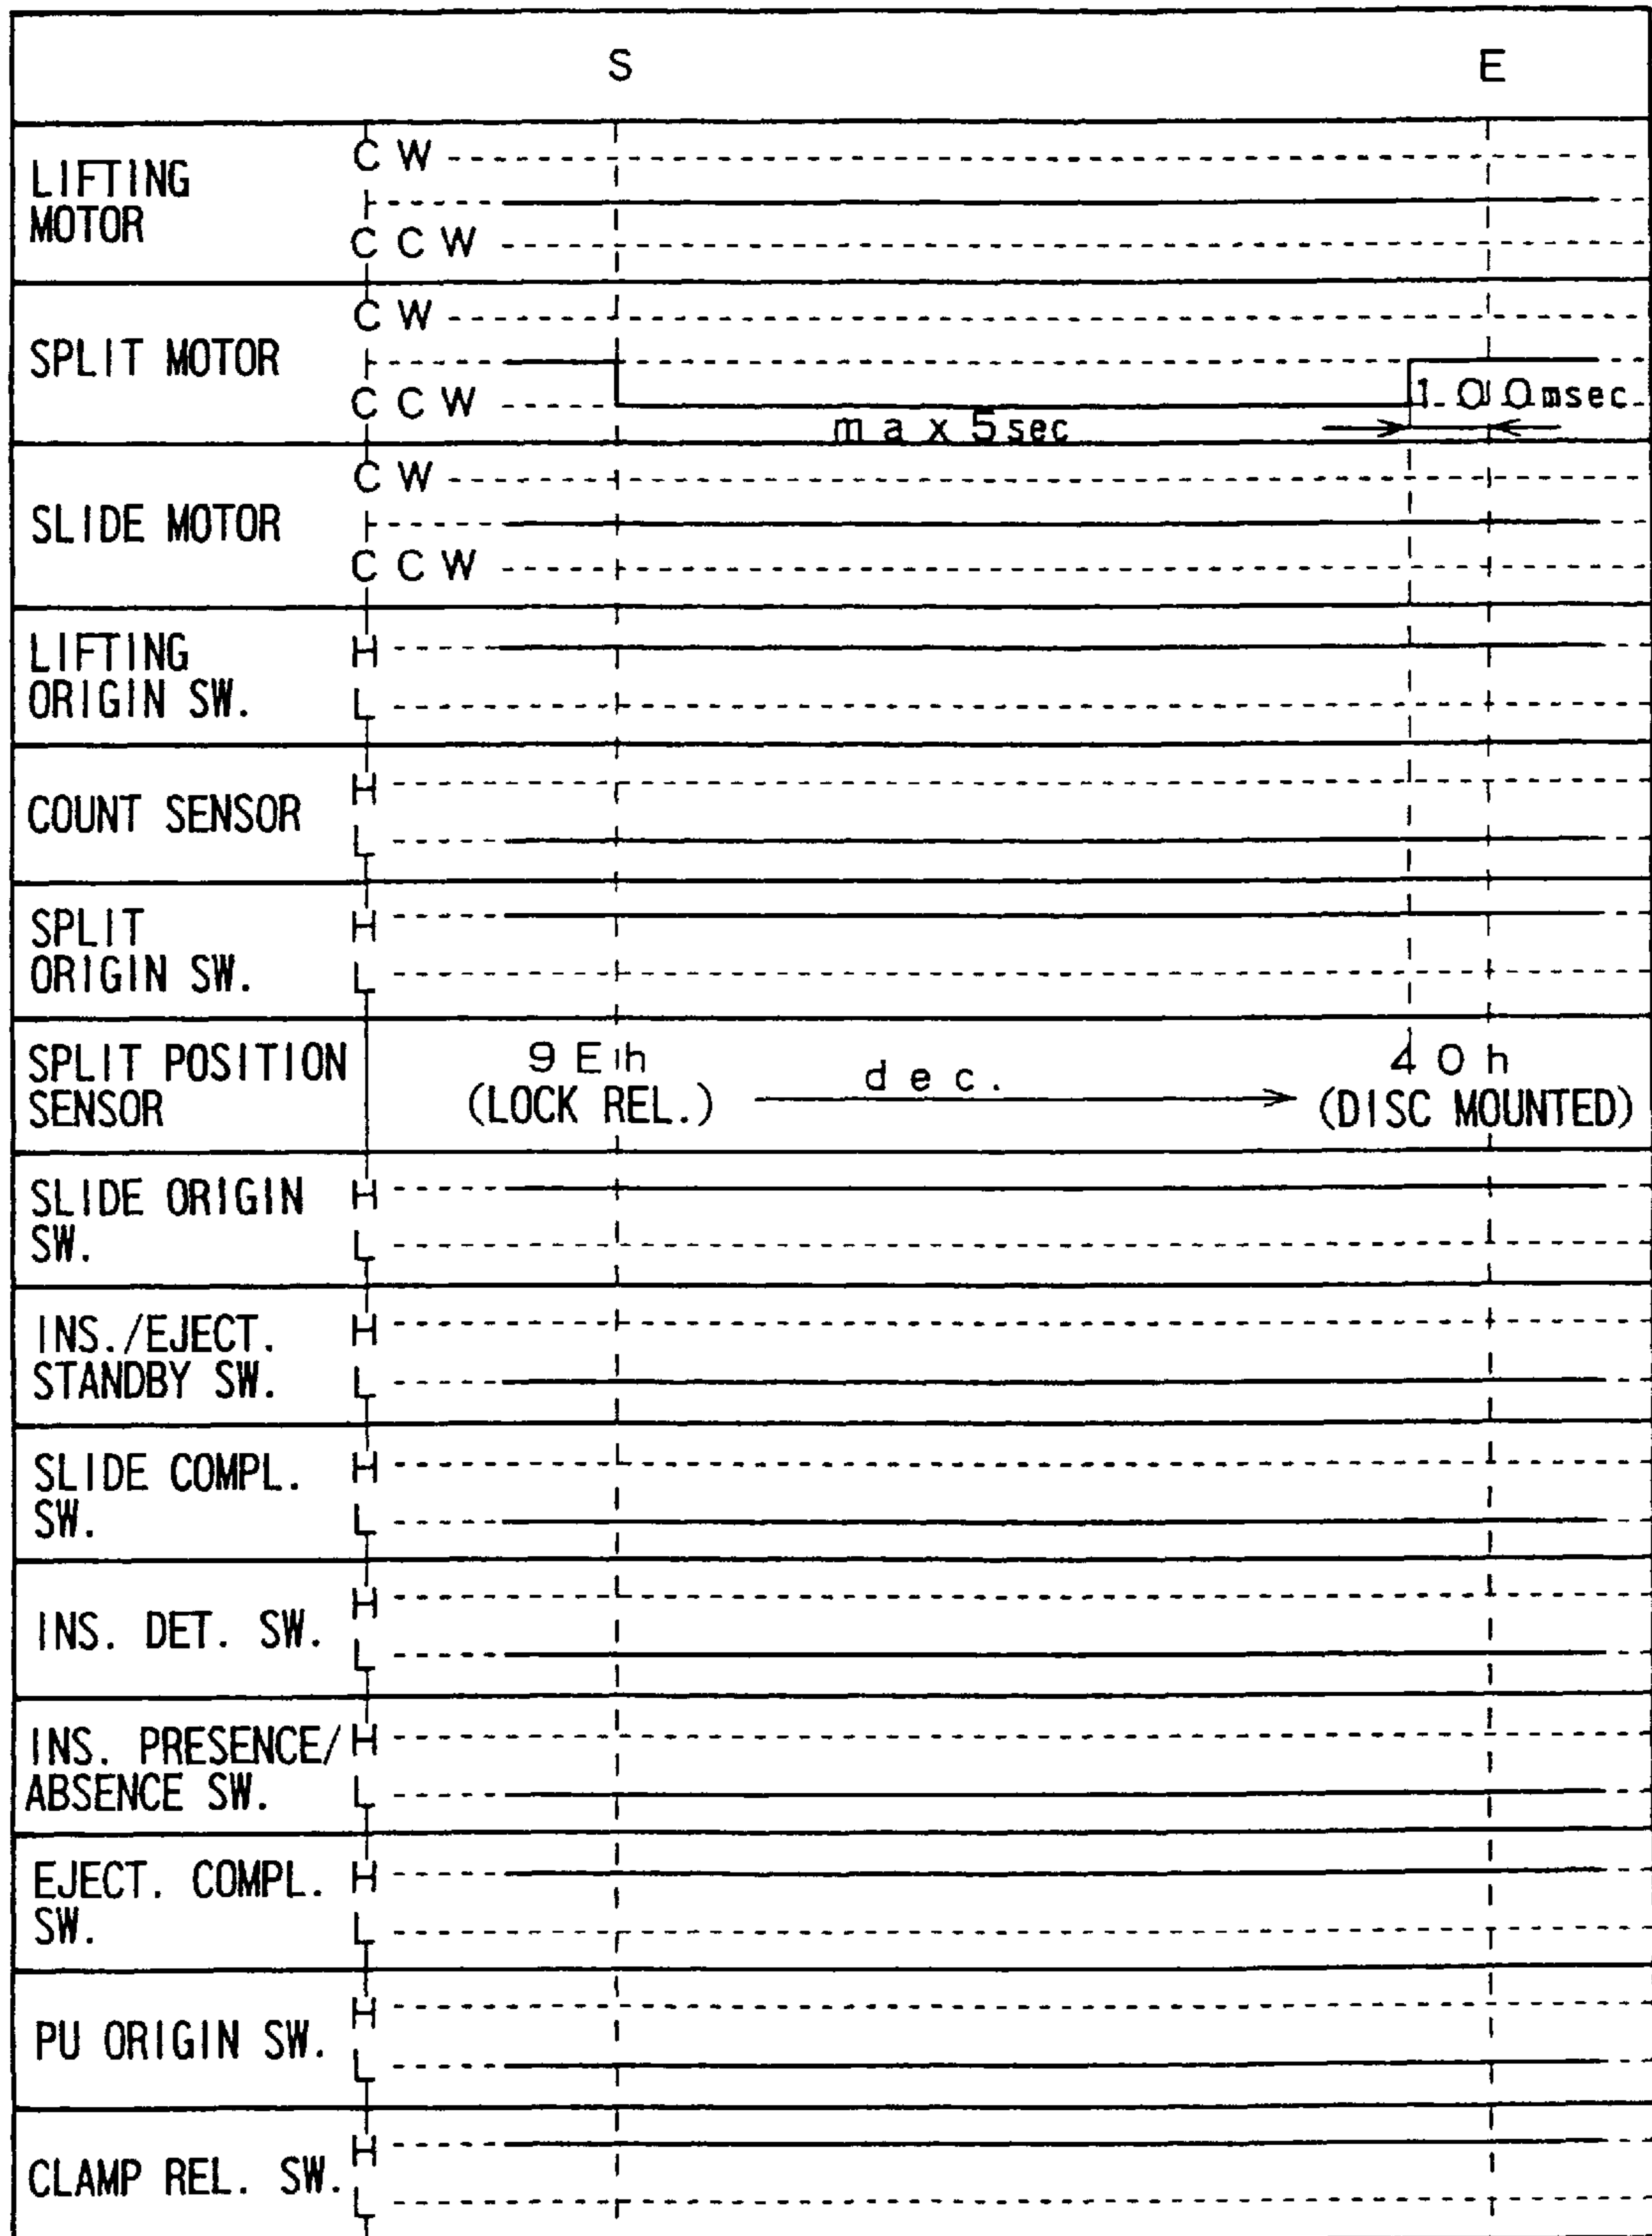 S E
LIFTING
MOTOR
CW
CCW
SPLIT MOTOR
CW
CCW
max 5sec
100msec
SLIDE MOTOR
CW
CCW
LIFTING
ORIGIN SW.
H
L
COUNT SENSOR
H
L
SPLIT
ORIGIN SW.
H
L
SPLIT POSITION
SENSOR
9Eh
(LOCK REL.)
dec.
40h
(DISC MOUNTED)
SLIDE ORIGIN
SW.
H
L
INS./EJECT.
STANDBY SW.
H
L
SLIDE COMPL.
SW.
H
L
INS. DET. SW.
H
L
INS. PRESENCE/
ABSENCE SW.
H
L
EJECT. COMPL.
SW.
H
L
PU ORIGIN SW.
H
L
CLAMP REL. SW.
H
L